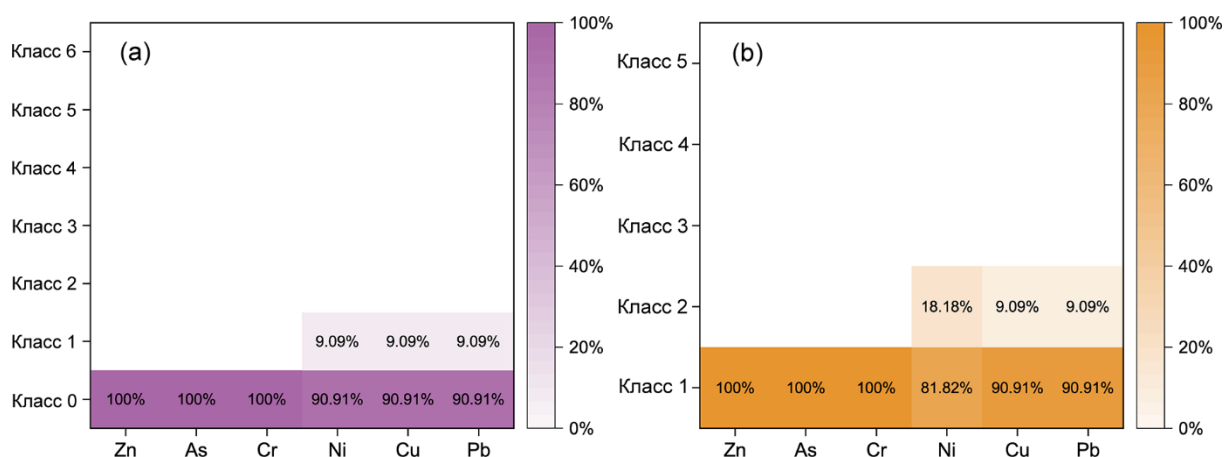 (a)
Класс 6
Класс 5
Класс 4
Класс 3
Класс 2
Класс 1
Класс 0
9.09% 9.09% 9.09%
100% 100% 100% 90.91% 90.91% 90.91%
Zn As Cr Ni Cu Pb
100%
80%
60%
40%
20%
0%
(b)
Класс 5
Класс 4
Класс 3
Класс 2
Класс 1
18.18% 9.09% 9.09%
100% 100% 100% 81.82% 90.91% 90.91%
Zn As Cr Ni Cu Pb
100%
80%
60%
40%
20%
0%